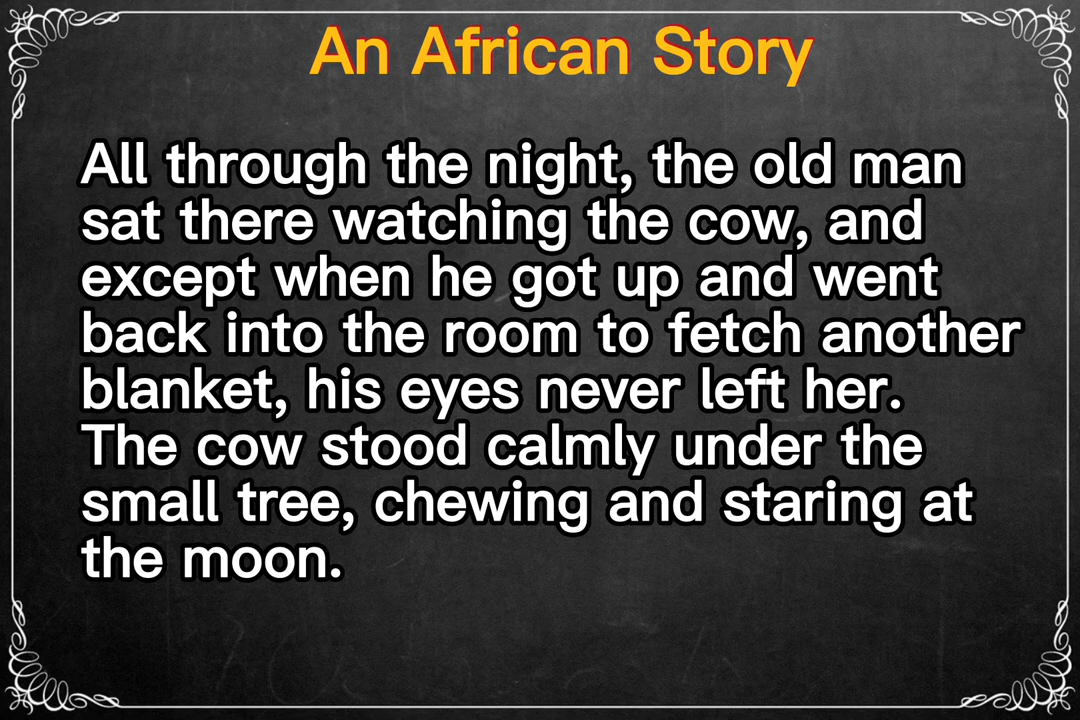 An African Story
All through the night, the old man
sat there watching the cow, and
except when he got up and went
back into the room to fetch another
blanket, his eyes never left her.
The cow stood calmly under the
small tree, chewing and staring at
the moon.